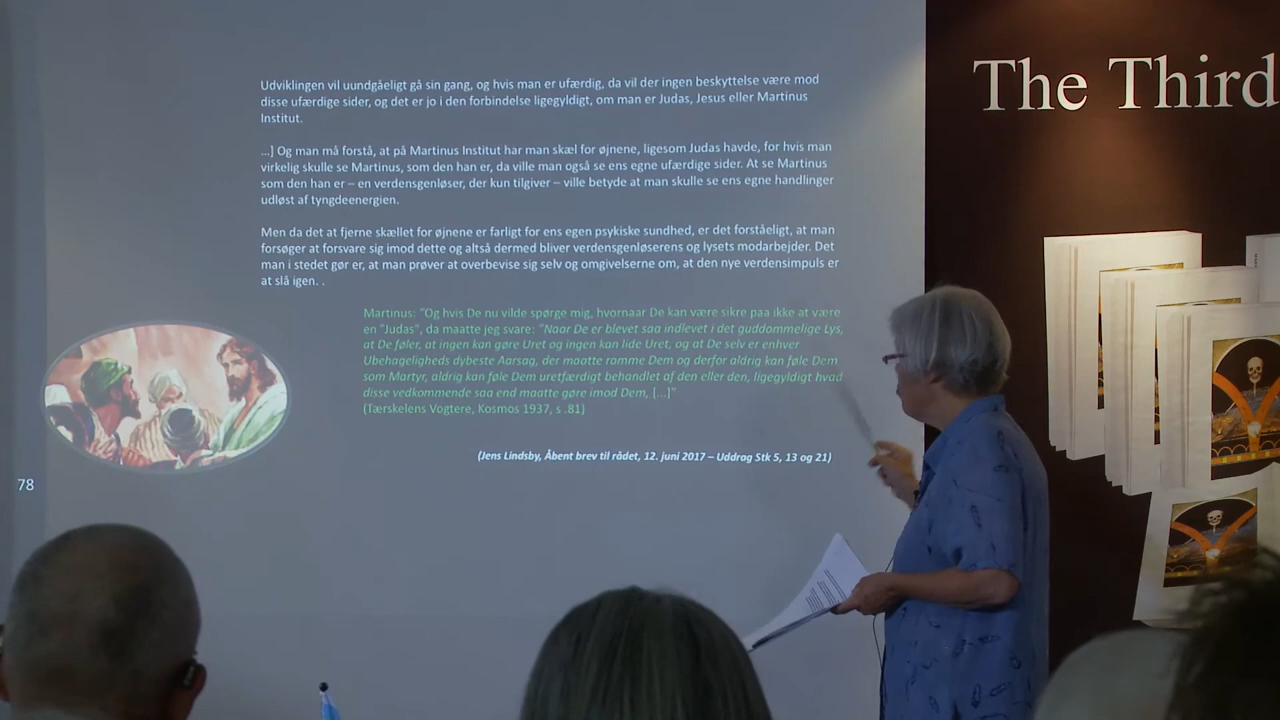 Udviklingen vil uundgåeligt gå sin gang, og hvis man er ufærdig, da vil der ingen beskyttelse være mod
disse ufærdige sider, og det er jo i den forbindelse ligegyldigt, om man er Judas, Jesus eller Martinus
Institut.
...] Og man må forstå, at på Martinus Institut har man skæl for øjnene, ligesom Judas havde, for hvis man
virkelig skulle se Martinus, som den han er, da ville man også se ens egne ufærdige sider. At se Martinus
som den han er – en verdensgenløser, der kun tilgiver – ville betyde at man skulle se ens egne handlinger
udløst af tyngdeenergien.
Men da det at fjerne skællet for øjnene er farligt for ens egen psykiske sundhed, er det forståeligt, at man
forsøger at forsvare sig imod dette og altså dermed bliver verdensgenløserens og lysets modarbejder. Det
man i stedet gør er, at man prøver at overbevise sig selv og omgivelserne om, at den nye verdensimpuls er
at slå igen. .
Martinus: "Og hvis De nu vilde spørge mig, hvornaar De kan være sikre paa ikke at være
en "Judas", da maatte jeg svare: "Naar De er blevet saa indlevet i det guddommelige Lys,
at De føler, at ingen kan gøre Uret og ingen kan lide Uret, og at De selv er enhver
Ubehageligheds dybeste Aarsag, der maatte ramme Dem og derfor aldrig kan føle Dem
som Martyr, aldrig kan føle Dem uretfærdigt behandlet af den eller den, ligegyldigt hvad
disse vedkommende saa end maatte gøre imod Dem, [...]"
(Tærskelens Vogtere, Kosmos 1937, s .81)
(Jens Lindsby, Åbent brev til rådet, 12. juni 2017 – Uddrag Stk 5, 13 og 21)
78
The Third